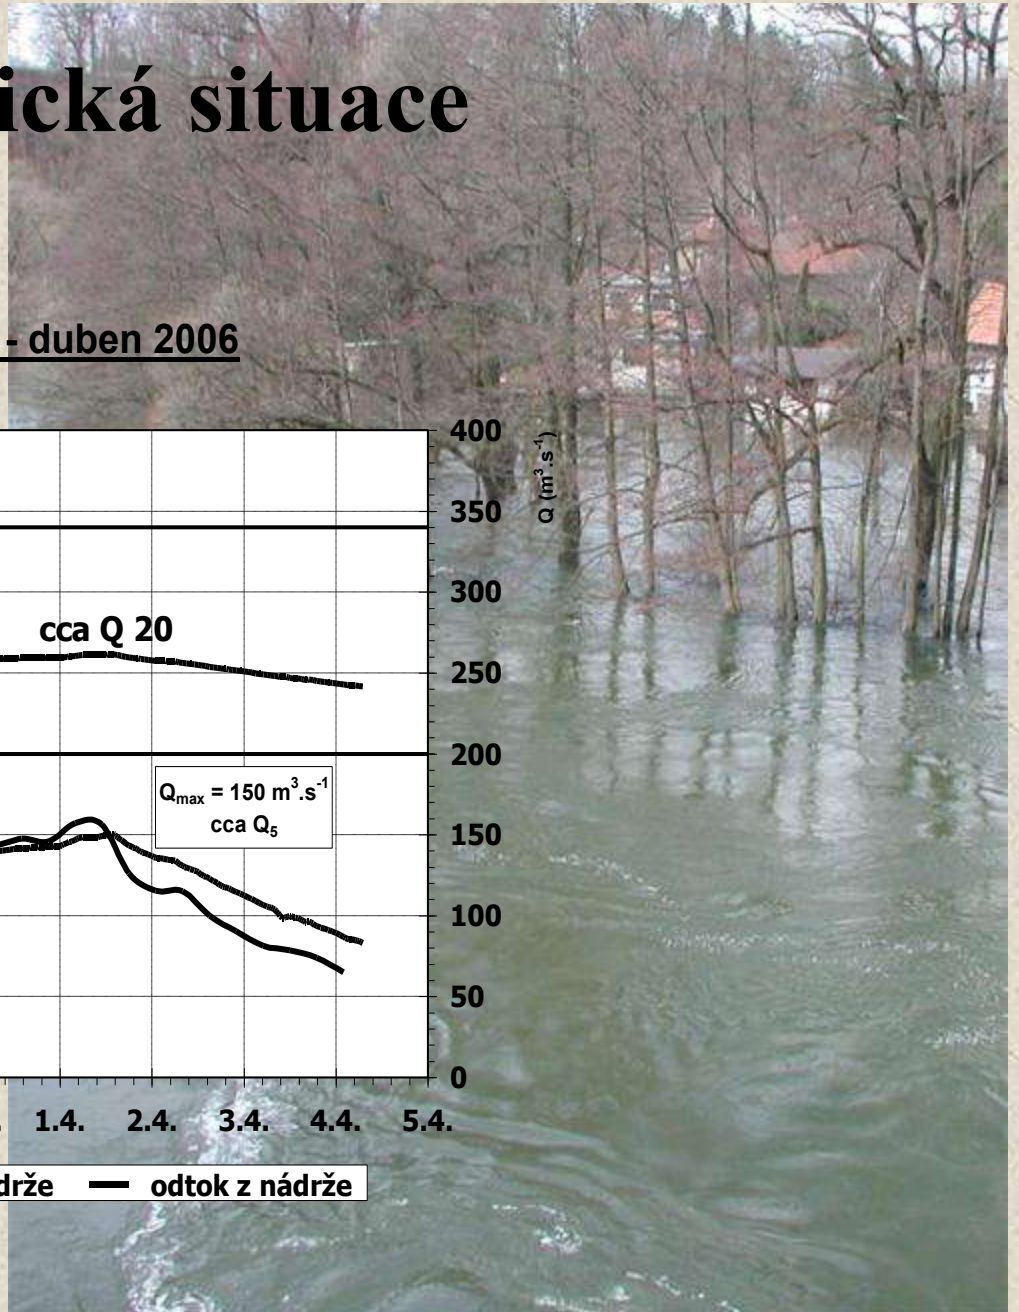 ická situace
- duben 2006
400
Q (m³.s⁻¹)
350
300
cca Q 20
250
200
Qmax = 150 m³.s⁻¹
cca Q₅
150
100
50
0
. 1.4. 2.4. 3.4. 4.4. 5.4.
drže odtok z nádrže